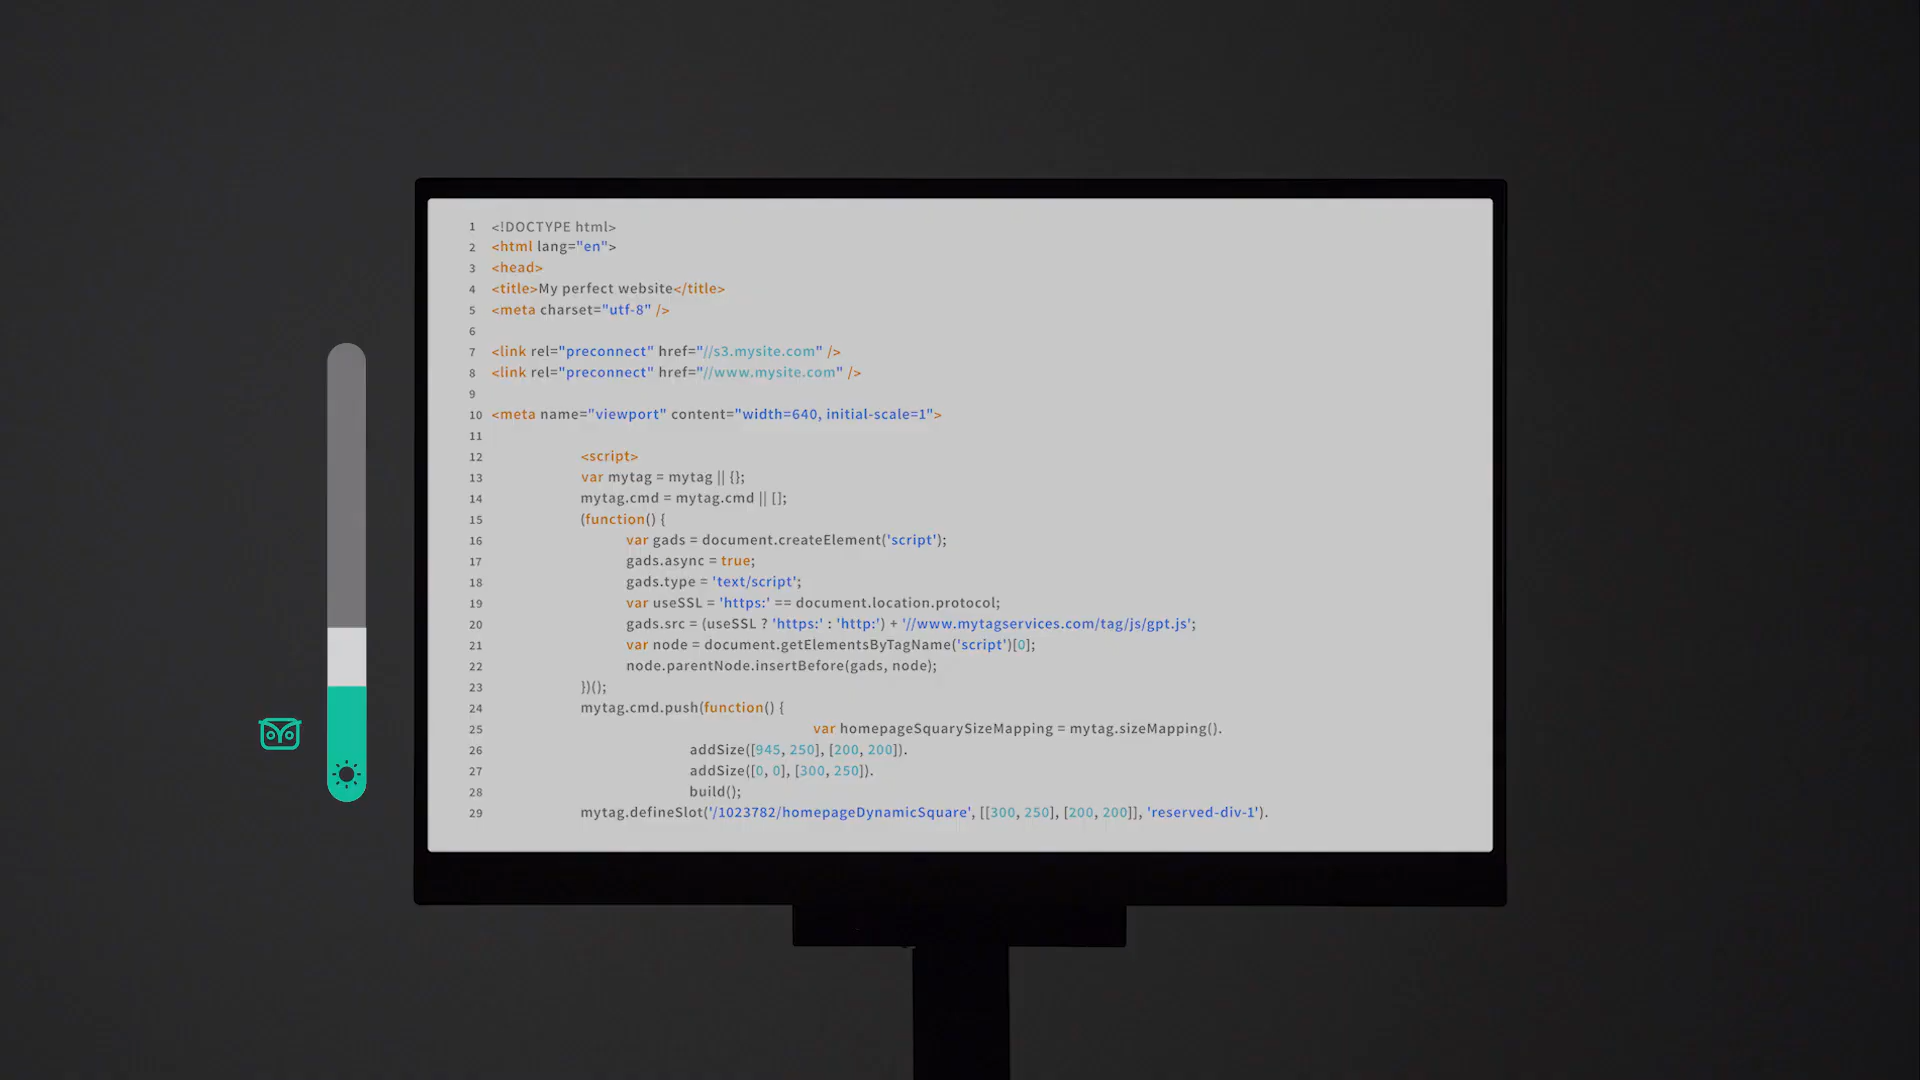 1 <!DOCTYPE html>
2 <html lang="en">
3 <head>
4 <title>My perfect website</title>
5 <meta charset="utf-8" />
6
7 <link rel="preconnect" href="//s3.mysite.com" />
8 <link rel="preconnect" href="//www.mysite.com" />
9
10 <meta name="viewport" content="width=640, initial-scale=1">
11
12 <script>
13 var mytag = mytag || {};
14 mytag.cmd = mytag.cmd || [];
15 (function() {
16 var gads = document.createElement('script');
17 gads.async = true;
18 gads.type = 'text/script';
19 var useSSL = 'https:' == document.location.protocol;
20 gads.src = (useSSL ? 'https:' : 'http:') + '//www.mytagservices.com/tag/js/gpt.js';
21 var node = document.getElementsByTagName('script')[0];
22 node.parentNode.insertBefore(gads, node);
23 })();
24 mytag.cmd.push(function() {
25 var homepageSquarySizeMapping = mytag.sizeMapping().
26 addSize([945, 250], [200, 200]).
27 addSize([0, 0], [300, 250]).
28 build();
29 mytag.defineSlot('/1023782/homepageDynamicSquare', [[300, 250], [200, 200]], 'reserved-div-1').